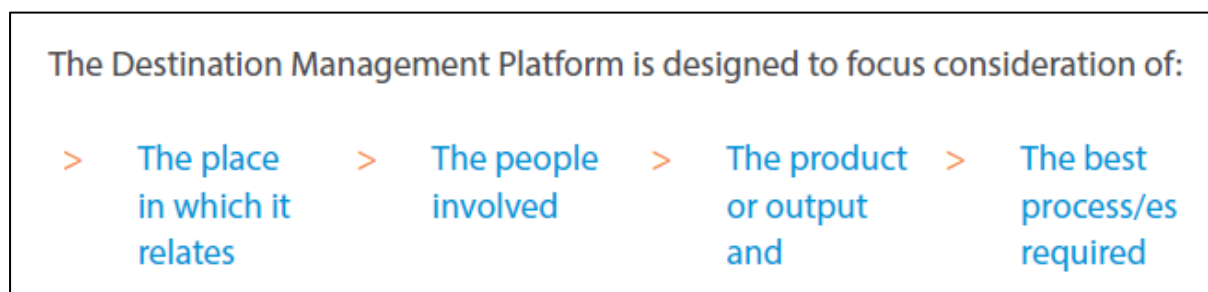 The Destination Management Platform is designed to focus consideration of:
> The place
in which it
relates
> The people
involved
> The product
or output
and
> The best
process/es
required